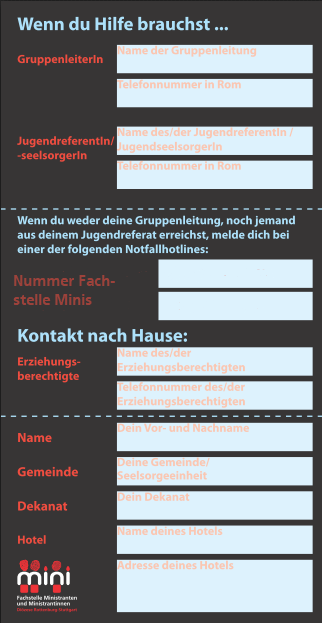 Wenn du Hilfe brauchst ...
GruppenleiterIn
Name der Gruppenleitung
Telefonnummer in Rom
JugendreferentIn/
-seelsorgerIn
Name des/der JugendreferentIn /
JugendseelsorgerIn
Telefonnummer in Rom
Wenn du weder deine Gruppenleitung, noch jemand
aus deinem Jugendreferat erreichst, melde dich bei
einer der folgenden Notfallhotlines:
Nummer Fach-
stelle Minis
Kontakt nach Hause:
Erziehungs-
berechtigte
Name des/der
Erziehungsberechtigten
Telefonnummer des/der
Erziehungsberechtigten
Name
Dein Vor- und Nachname
Gemeinde
Deine Gemeinde/
Seelsorgeeinheit
Dekanat
Dein Dekanat
Hotel
Name deines Hotels
Adresse deines Hotels
mini
Fachstelle Ministranten
und Ministrantinnen
Diözese Rottenburg-Stuttgart